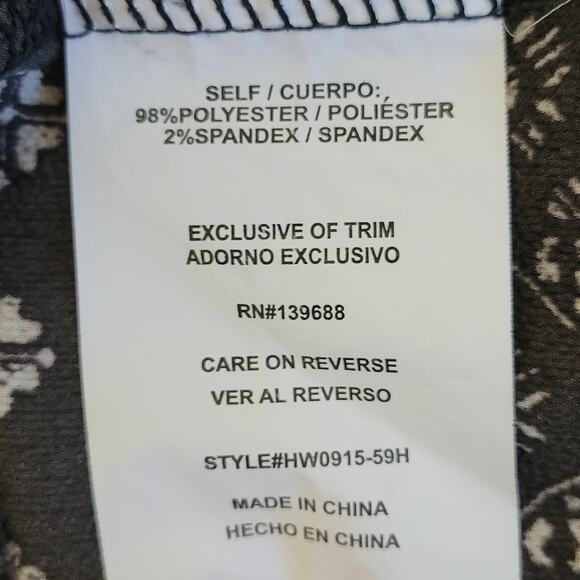 SELF / CUERPO:
98%POLYESTER / POLIÉSTER
2%SPANDEX / SPANDEX
EXCLUSIVE OF TRIM
ADORNO EXCLUSIVO
RN#139688
CARE ON REVERSE
VER AL REVERSO
STYLE#HW0915-59H
MADE IN CHINA
HECHO EN CHINA